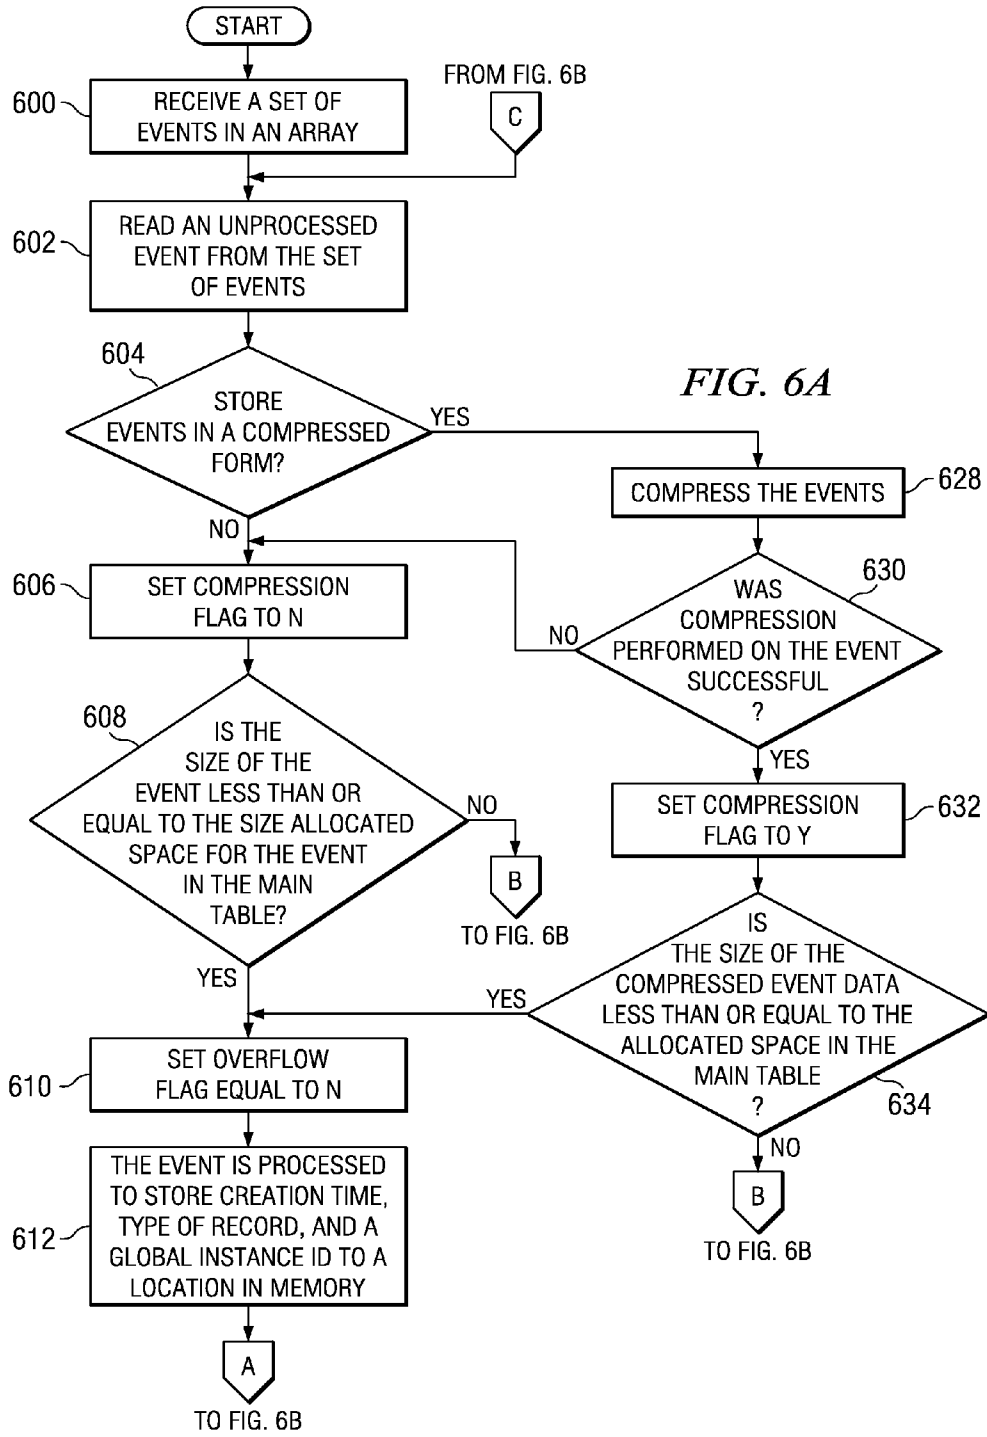 START
FROM FIG. 6B
600
RECEIVE A SET OF
EVENTS IN AN ARRAY
C
602
READ AN UNPROCESSED
EVENT FROM THE SET
OF EVENTS
604
STORE
EVENTS IN A COMPRESSED
FORM?
YES
NO
FIG. 6A
COMPRESS THE EVENTS
628
606
SET COMPRESSION
FLAG TO N
630
WAS
COMPRESSION
PERFORMED ON THE EVENT
SUCCESSFUL
?
NO
YES
608
IS THE
SIZE OF THE
EVENT LESS THAN OR
EQUAL TO THE SIZE ALLOCATED
SPACE FOR THE EVENT
IN THE MAIN
TABLE?
NO
B
TO FIG. 6B
YES
SET COMPRESSION
FLAG TO Y
632
IS
THE SIZE OF THE
COMPRESSED EVENT DATA
LESS THAN OR EQUAL TO THE
ALLOCATED SPACE IN THE
MAIN TABLE
?
634
YES
NO
B
TO FIG. 6B
610
SET OVERFLOW
FLAG EQUAL TO N
612
THE EVENT IS PROCESSED
TO STORE CREATION TIME,
TYPE OF RECORD, AND A
GLOBAL INSTANCE ID TO A
LOCATION IN MEMORY
A
TO FIG. 6B